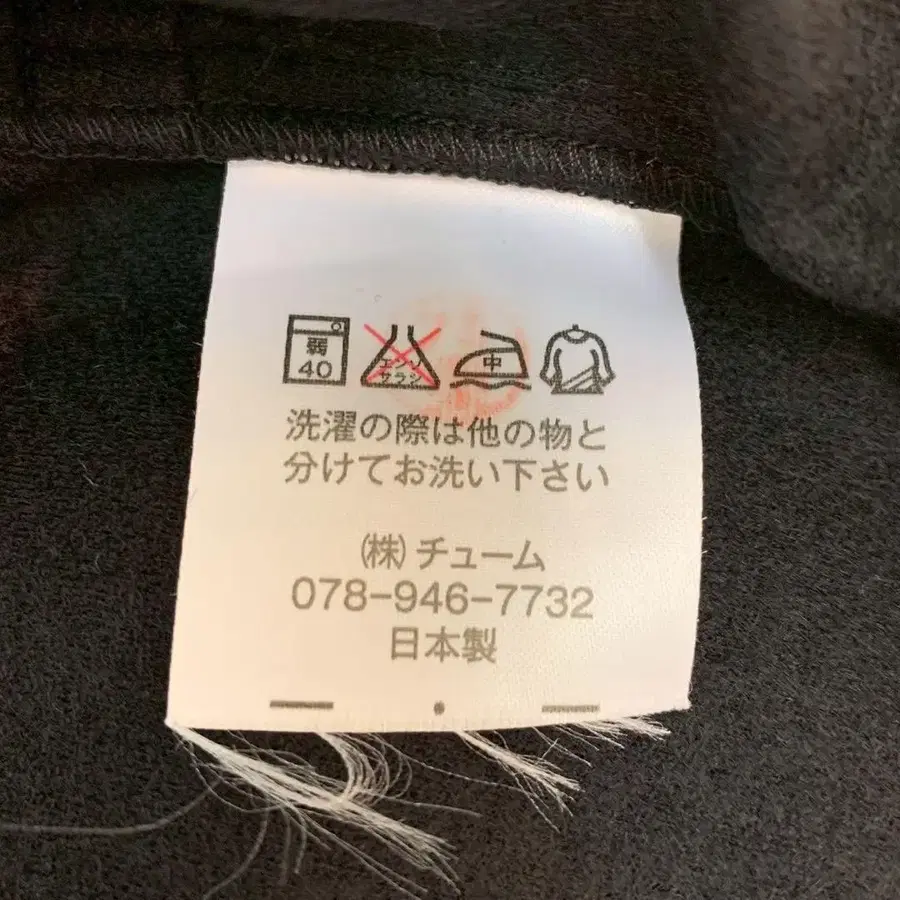 弱
40
エンソ
サラシ
中
洗濯の際は他の物と
分けてお洗い下さい
(株)チューム
078-946-7732
日本製